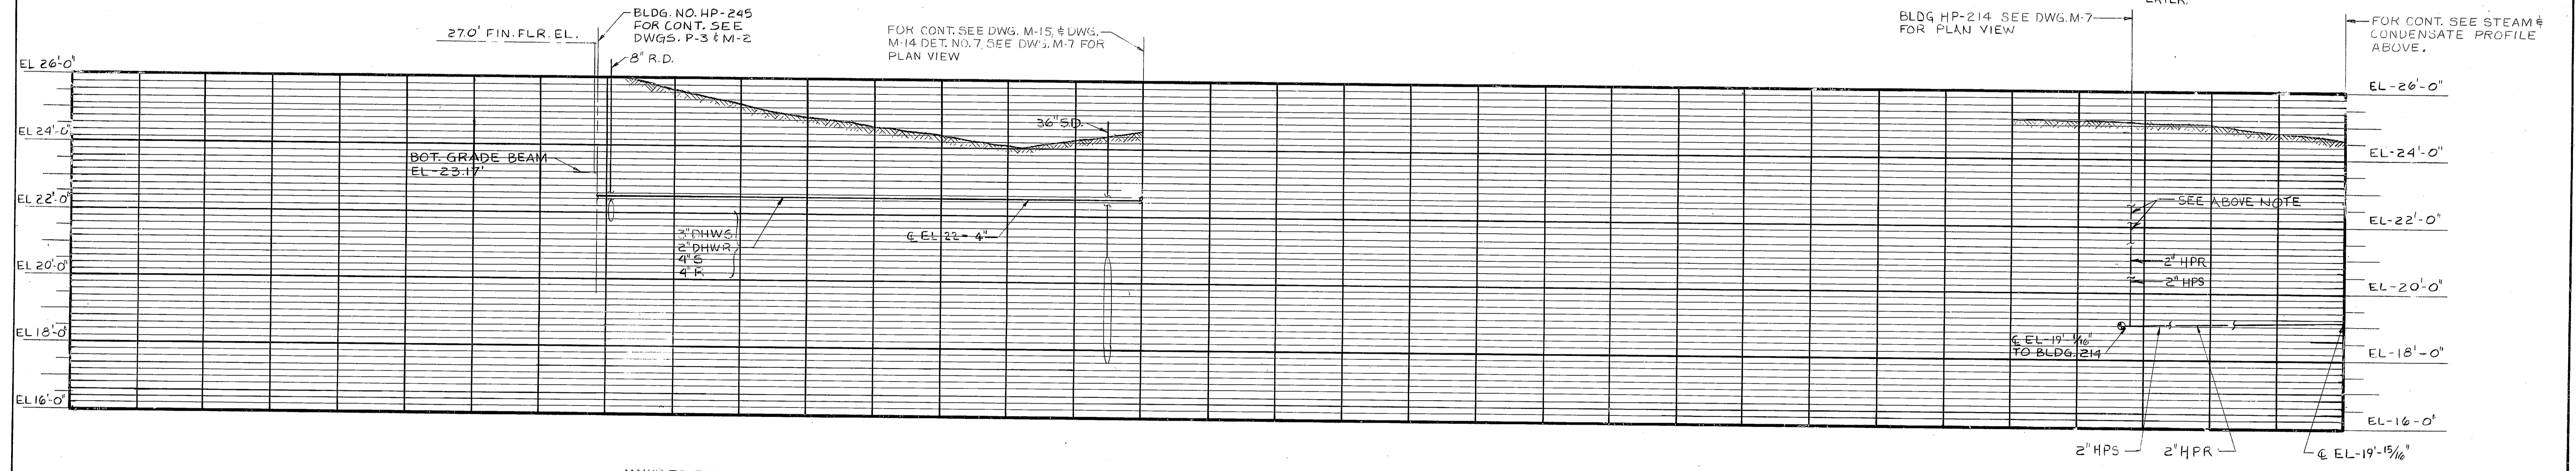 LATER.
BLDG. NO. HP-245
FOR CONT. SEE
DWGS. P-3 & M-2
27.0' FIN. FLR. EL.
8" R.D.
FOR CONT. SEE DWG. M-15, & DWG.
M-14 DET. NO. 7, SEE DWG. M-7 FOR
PLAN VIEW
BLDG HP-214 SEE DWG. M-7
FOR PLAN VIEW
FOR CONT. SEE STEAM &
CONDENSATE PROFILE
ABOVE.
EL 26'-0"
EL 24'-0"
EL 22'-0"
EL 20'-0"
EL 18'-0"
EL 16'-0"
BOT. GRADE BEAM
EL-23.17'
36" S.D.
3" DHWS
2" DHWR
4" S
4" R
℄ EL 22'-4"
SEE ABOVE NOTE
2" HPR
2" HPS
℄ EL-19'-1/16"
TO BLDG. 214
EL-26'-0"
EL-24'-0"
EL-22'-0"
EL-20'-0"
EL-18'-0"
EL-16-0"
2" HPS
2" HPR
℄ EL-19'-15/16"